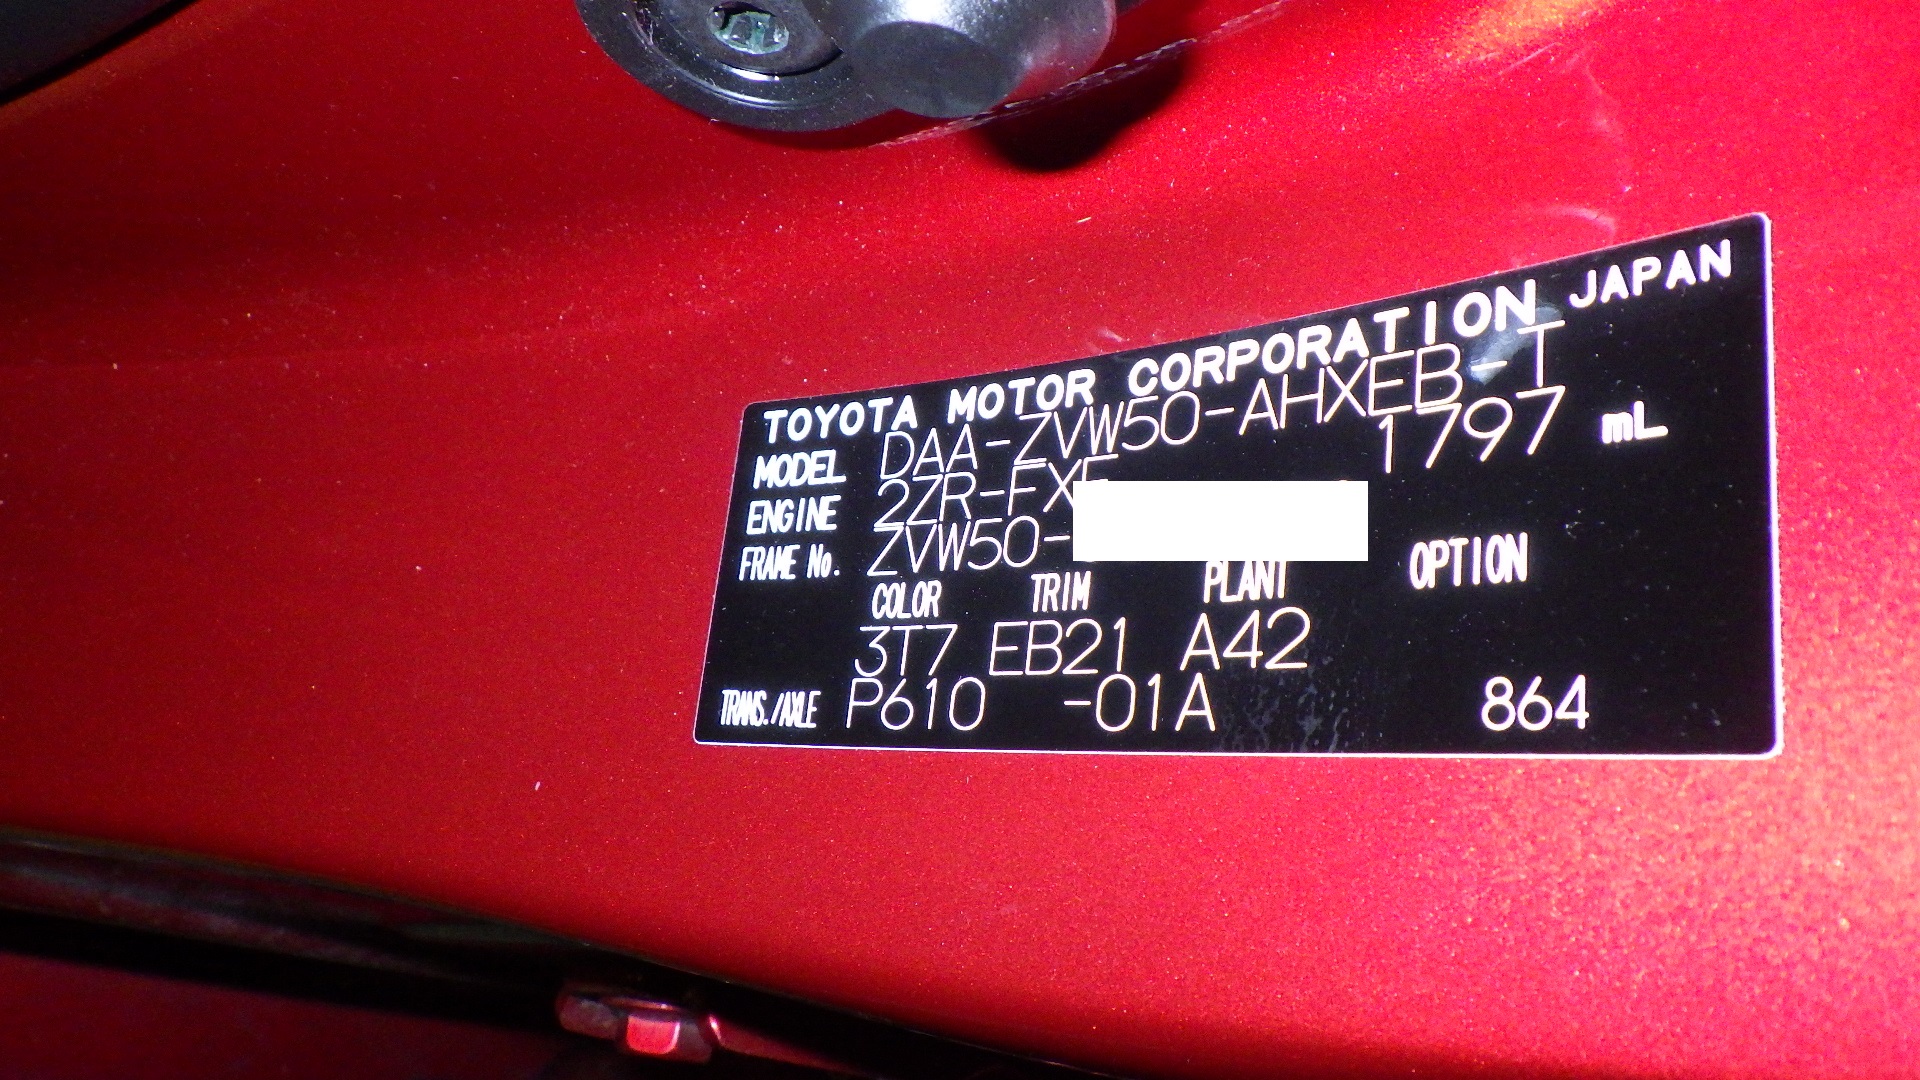 TOYOTA MOTOR CORPORATION JAPAN
MODEL DAA-ZVW50-AHXEB-T
ENGINE 2ZR-FXE 1797 mL
FRAME No. ZVW50-
COLOR TRIM PLANT OPTION
3T7 EB21 A42
TRANS./AXLE P610 -01A 864